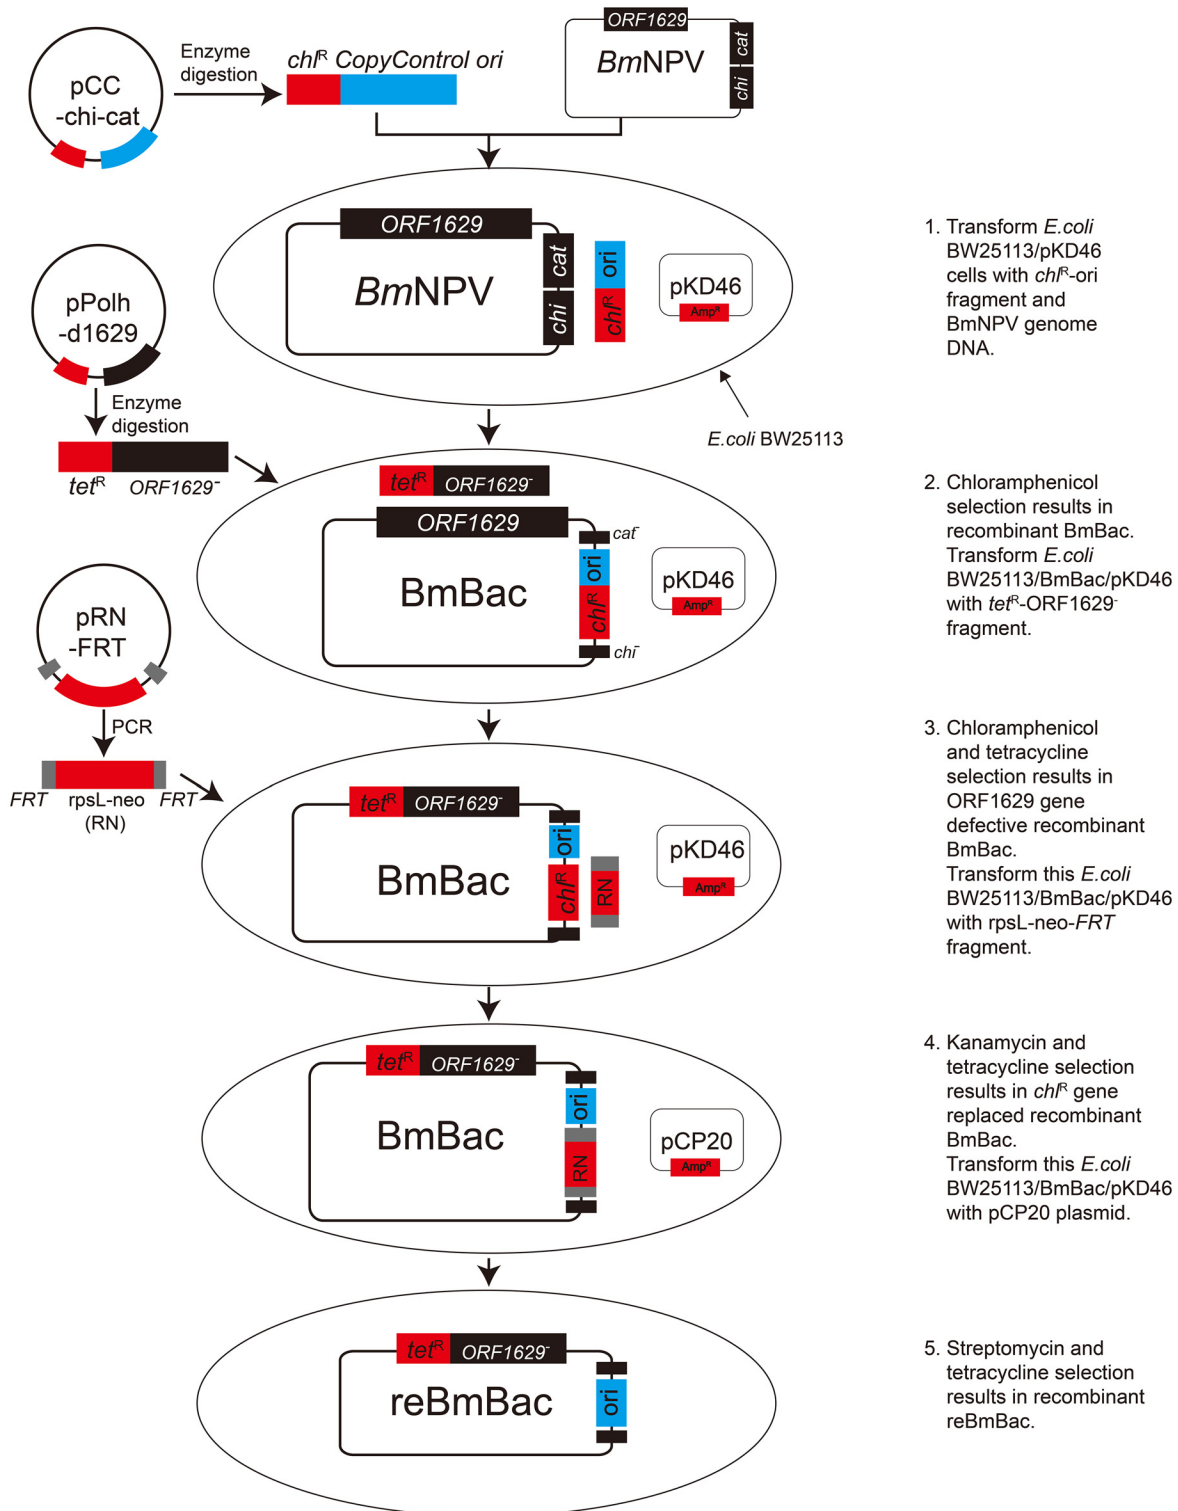 pCC
-chi-cat
Enzyme
digestion
chlᴿ CopyControl ori
ORF1629
BmNPV
cat
chi
ORF1629
BmNPV
cat
chi
ori
chlᴿ
pKD46
Ampᴿ
1. Transform E.coli
BW25113/pKD46
cells with chlᴿ-ori
fragment and
BmNPV genome
DNA.
pPolh
-d1629
Enzyme
digestion
tetᴿ
ORF1629⁻
E.coli BW25113
tetᴿ
ORF1629⁻
ORF1629
BmBac
cat⁻
ori
chlᴿ
chi⁻
pKD46
Ampᴿ
2. Chloramphenicol
selection results in
recombinant BmBac.
Transform E.coli
BW25113/BmBac/pKD46
with tetᴿ-ORF1629⁻
fragment.
pRN
-FRT
PCR
FRT
rpsL-neo
(RN)
FRT
tetᴿ
ORF1629⁻
BmBac
ori
chlᴿ
RN
pKD46
Ampᴿ
3. Chloramphenicol
and tetracycline
selection results in
ORF1629 gene
defective recombinant
BmBac.
Transform this E.coli
BW25113/BmBac/pKD46
with rpsL-neo-FRT
fragment.
tetᴿ
ORF1629⁻
BmBac
ori
RN
pCP20
Ampᴿ
4. Kanamycin and
tetracycline selection
results in chlᴿ gene
replaced recombinant
BmBac.
Transform this E.coli
BW25113/BmBac/pKD46
with pCP20 plasmid.
tetᴿ
ORF1629⁻
reBmBac
ori
5. Streptomycin and
tetracycline selection
results in recombinant
reBmBac.